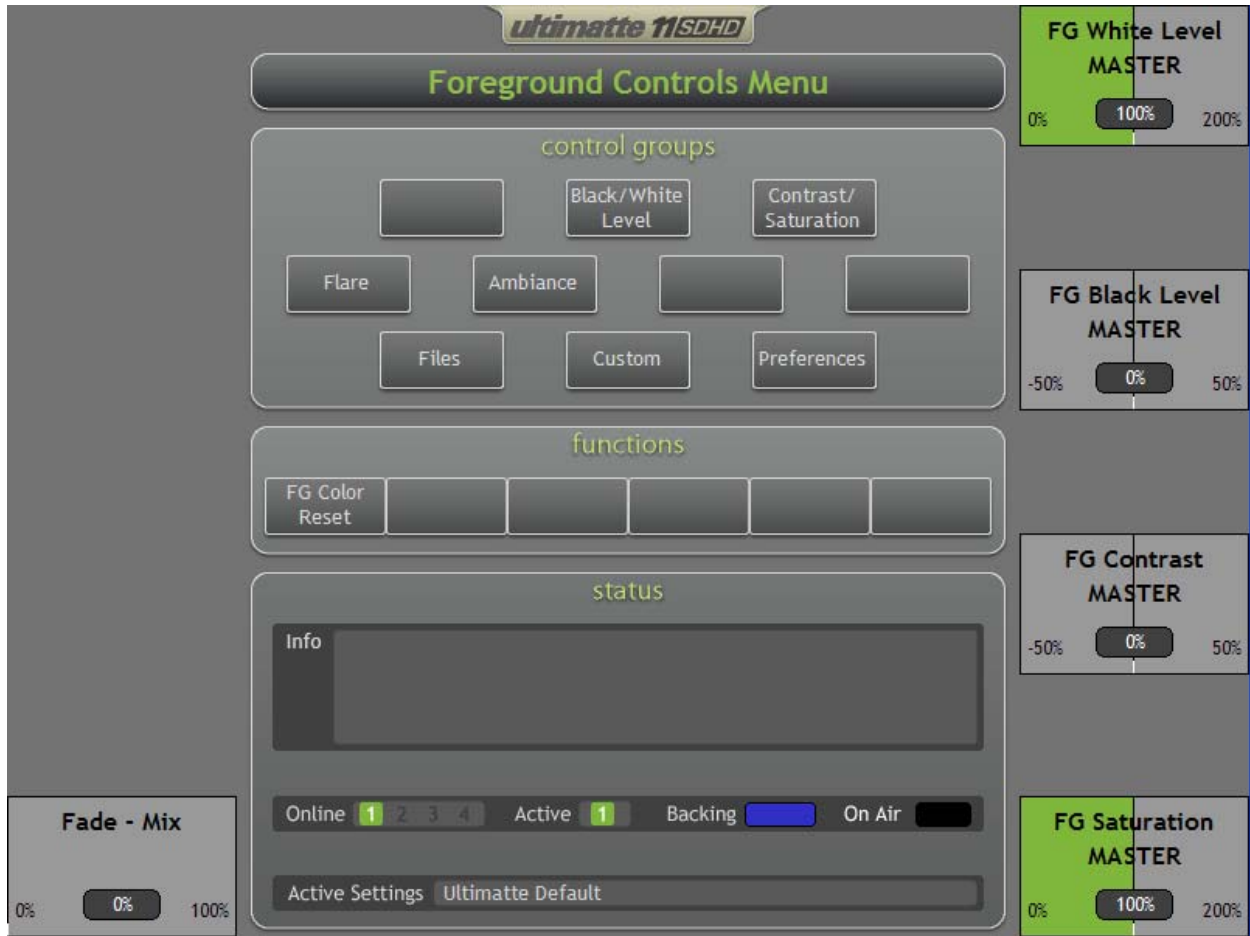 ultimatte 11 SDHD
Foreground Controls Menu
control groups
Black/White
Level
Contrast/
Saturation
Flare
Ambiance
Files
Custom
Preferences
functions
FG Color
Reset
status
Info
Online 1 2 3 4 Active 1 Backing On Air
Active Settings Ultimatte Default
Fade - Mix
0% 0% 100%
FG White Level
MASTER
0% 100% 200%
FG Black Level
MASTER
-50% 0% 50%
FG Contrast
MASTER
-50% 0% 50%
FG Saturation
MASTER
0% 100% 200%